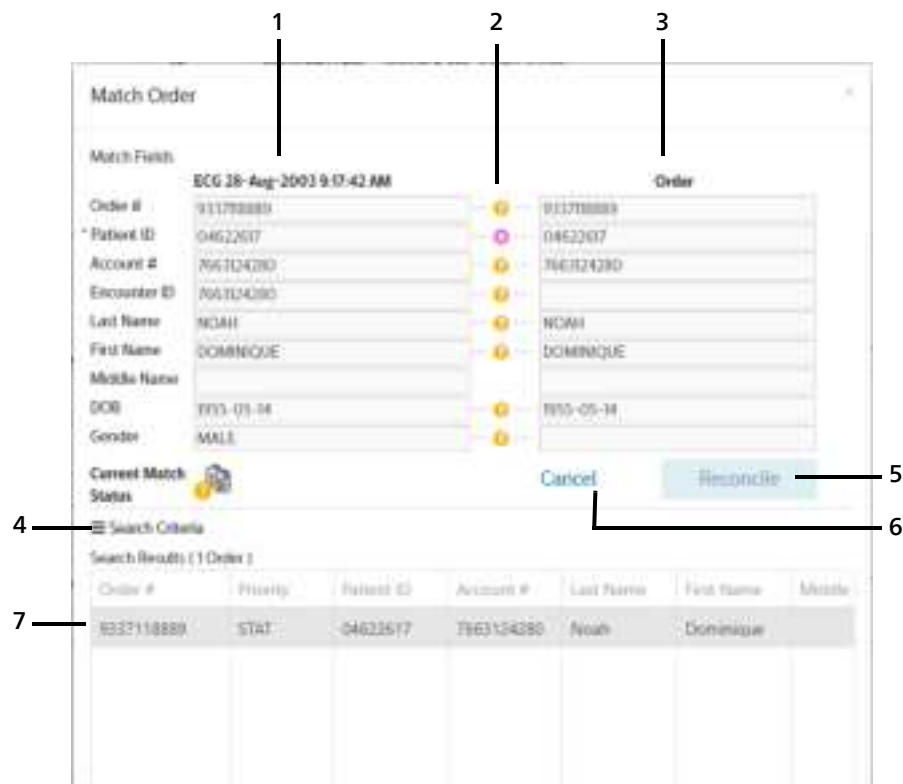 1 2 3
Match Order
Match Fields
ECG 28-Aug-2003 9:17:42 AM Order
Order #
* Patient ID 04622617 04622617
Account # 7663124280 7663124280
Encounter ID 7663124280
Last Name NOAH NOAH
First Name DOMINIQUE DOMINIQUE
Middle Name
DOB 1955-05-14 1955-05-14
Gender MALE
Current Match
Status
Cancel Reconcile 5
6
4 Search Criteria
Search Results ( 1 Order )
Order # Priority Patient ID Account # Last Name First Name Middle
7 9337118889 STAT 04622617 7663124280 Noah Dominique